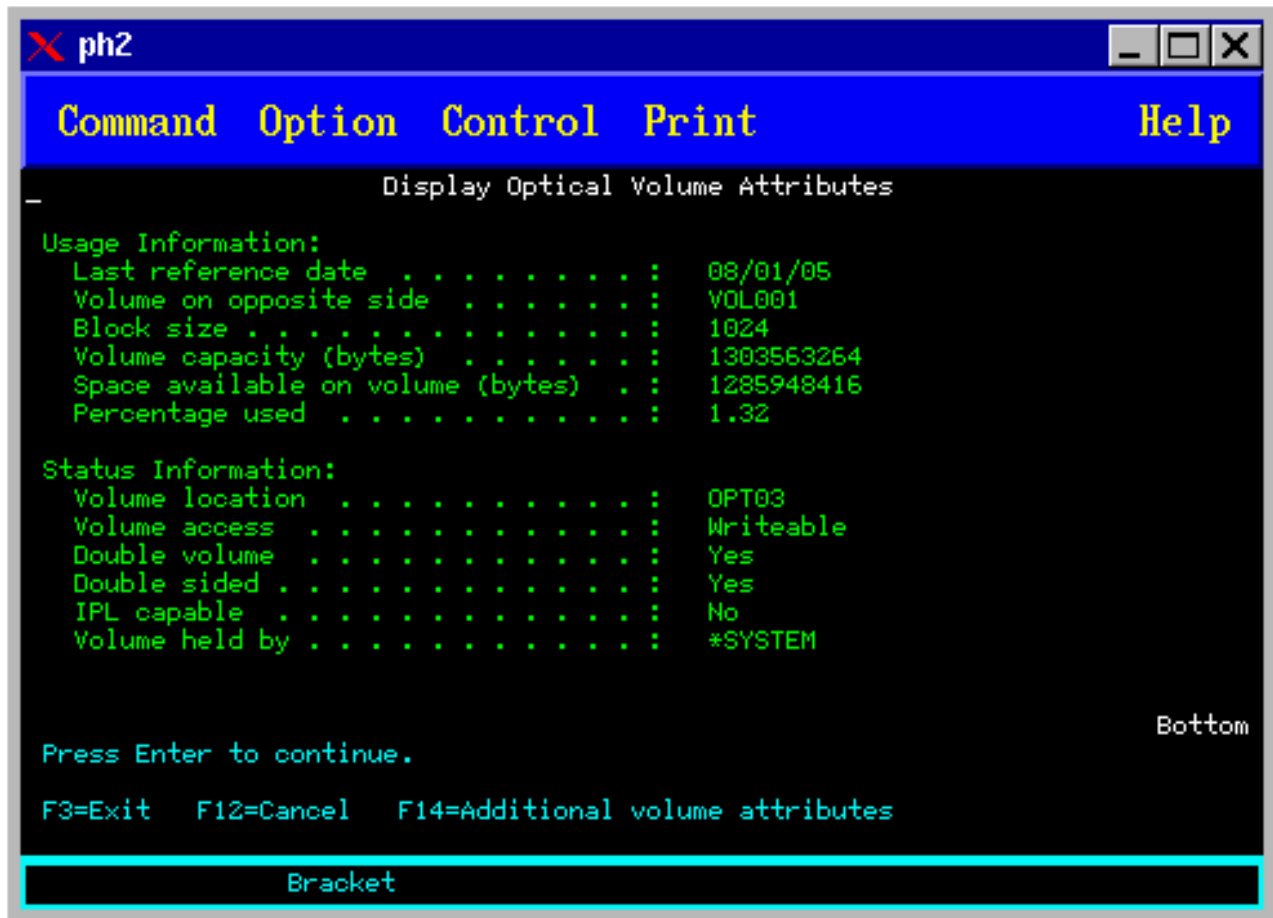 ph2
Command Option Control Print Help
Display Optical Volume Attributes
Usage Information:
Last reference date . . . . . . . . : 08/01/05
Volume on opposite side . . . . . . : VOL001
Block size . . . . . . . . . . . . . : 1024
Volume capacity (bytes) . . . . . . : 1303563264
Space available on volume (bytes) . : 1285948416
Percentage used . . . . . . . . . . : 1.32
Status Information:
Volume location . . . . . . . . . . : OPT03
Volume access . . . . . . . . . . . : Writeable
Double volume . . . . . . . . . . . : Yes
Double sided . . . . . . . . . . . . : Yes
IPL capable . . . . . . . . . . . . : No
Volume held by . . . . . . . . . . . : *SYSTEM
Bottom
Press Enter to continue.
F3=Exit F12=Cancel F14=Additional volume attributes
Bracket